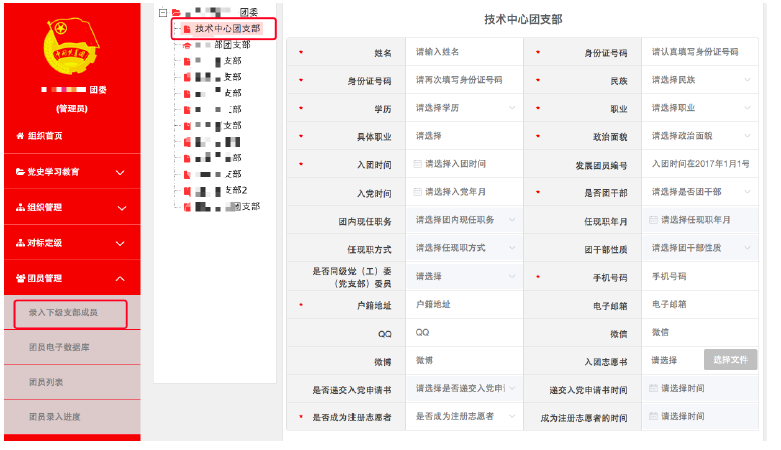 团委
(管理员)
组织首页
党史学习教育
组织管理
对标定级
团员管理
录入下级支部成员
团员电子数据库
团员列表
团员录入进度
团委
技术中心团支部
部团支部
支部
支部
支部
支部
支部
部
支部
支部2
团支部
技术中心团支部
* 姓名 请输入姓名 * 身份证号码 请认真填写身份证号码
* 身份证号码 请再次填写身份证号码 * 民族 请选择民族
* 学历 请选择学历 * 职业 请选择职业
* 具体职业 请选择 * 政治面貌 请选择政治面貌
* 入团时间 请选择入团时间 发展团员编号 入团时间在2017年1月1号
入党时间 请选择入党年月 * 是否团干部 请选择是否团干部
团内现任职务 请选择团内现任职务 任现职年月 请选择任现职年月
任现职方式 请选择任现职方式 团干部性质 请选择团干部性质
是否同级党（工）委
（党支部）委员 请选择 * 手机号码 手机号码
* 户籍地址 户籍地址 电子邮箱 电子邮箱
QQ QQ 微信 微信
微博 微博 入团志愿书 请选择 选择文件
是否递交入党申请书 请选择是否递交入党申 递交入党申请书时间 请选择时间
* 是否成为注册志愿者 是否成为注册志愿者 成为注册志愿者的时间 请选择时间